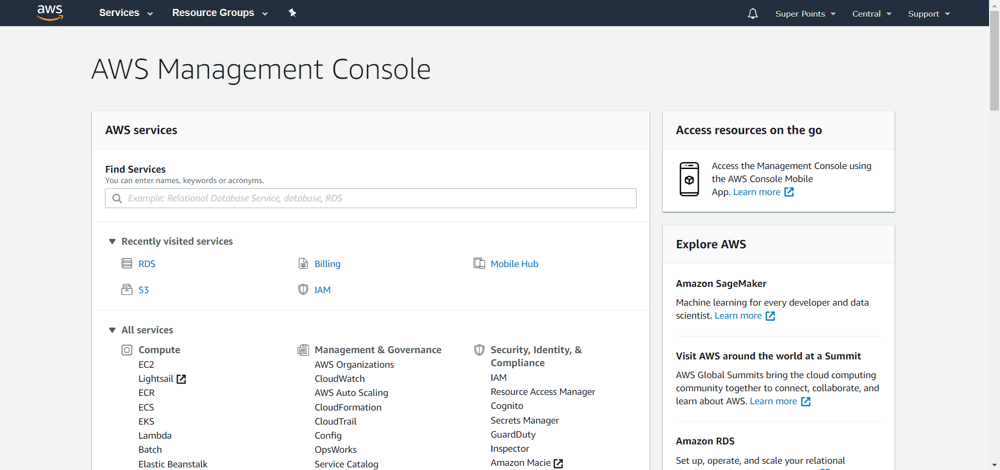 aws
Services
Resource Groups
Super Points
Central
Support
AWS Management Console
AWS services
Find Services
You can enter names, keywords or acronyms.
Example: Relational Database Service, database, RDS
Recently visited services
RDS
Billing
Mobile Hub
S3
IAM
All services
Compute
EC2
Lightsail
ECR
ECS
EKS
Lambda
Batch
Elastic Beanstalk
Management & Governance
AWS Organizations
CloudWatch
AWS Auto Scaling
CloudFormation
CloudTrail
Config
OpsWorks
Service Catalog
Security, Identity, &
Compliance
IAM
Resource Access Manager
Cognito
Secrets Manager
GuardDuty
Inspector
Amazon Macie
Access resources on the go
Access the Management Console using
the AWS Console Mobile
App. Learn more
Explore AWS
Amazon SageMaker
Machine learning for every developer and data
scientist. Learn more
Visit AWS around the world at a Summit
AWS Global Summits bring the cloud computing
community together to connect, collaborate, and
learn about AWS. Learn more
Amazon RDS
Set up, operate, and scale your relational